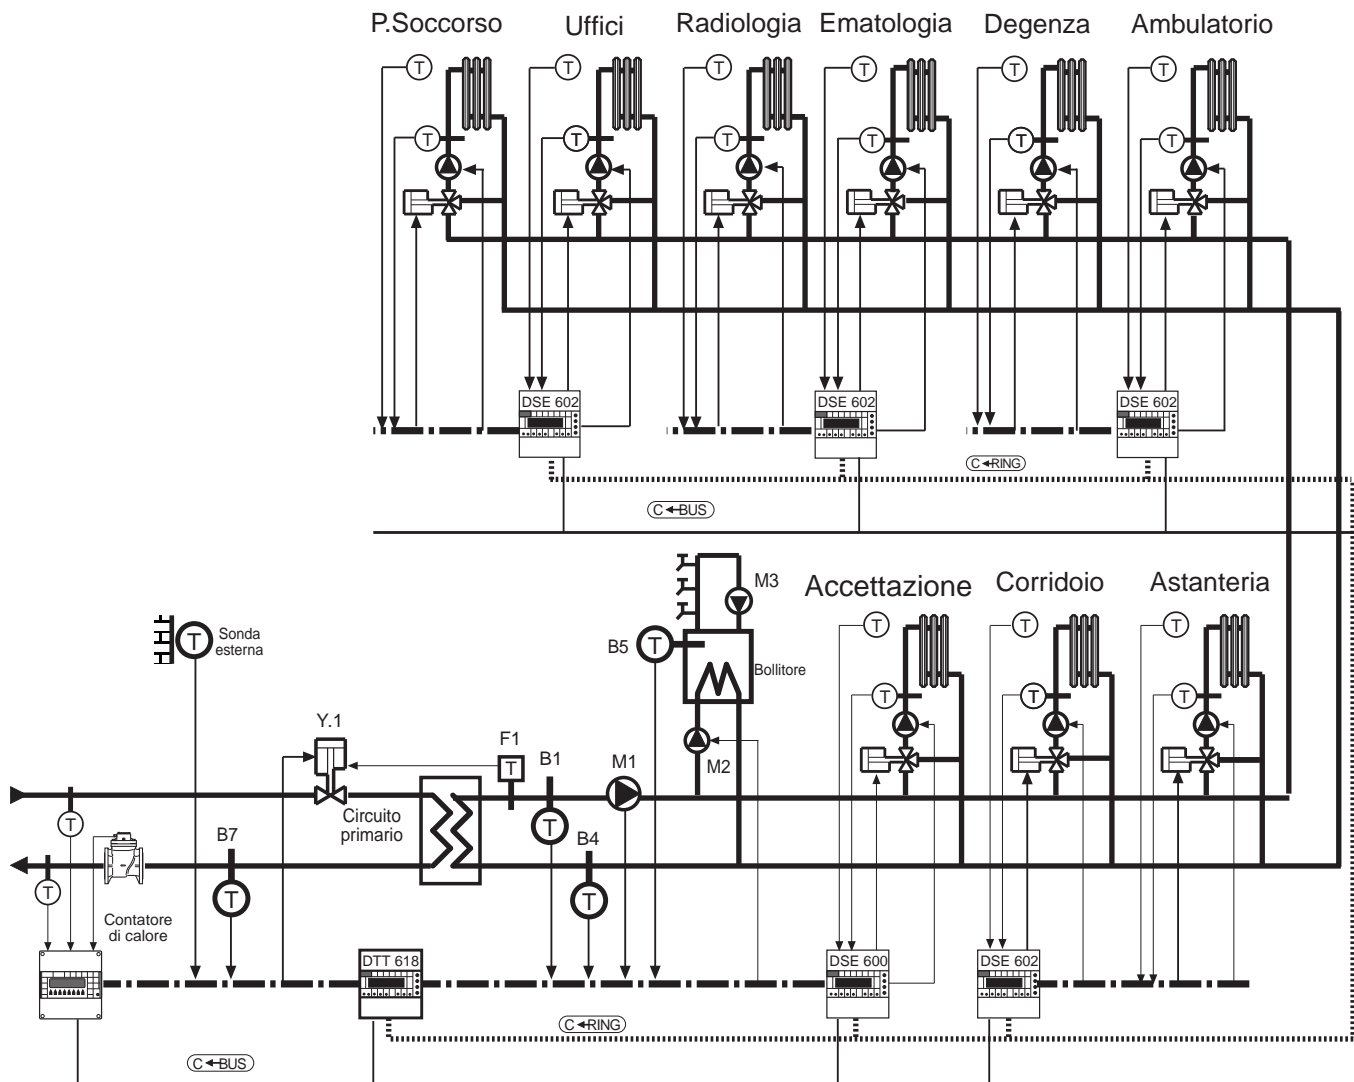 P.Soccorso
Uffici
Radiologia
Ematologia
Degenza
Ambulatorio
T T T T T T
T T T T T T
DSE 602
DSE 602
DSE 602
C RING
C BUS
M3
Accettazione
Corridoio
Astanteria
T
Sonda
esterna
B5
T
Bollitore
T
T
T
T
T
T
Y.1
F1
T
B1
M1
M2
Circuito
primario
T
T
B7
B4
T
T
T
Contatore
di calore
DTT 618
DSE 600
DSE 602
C RING
C BUS